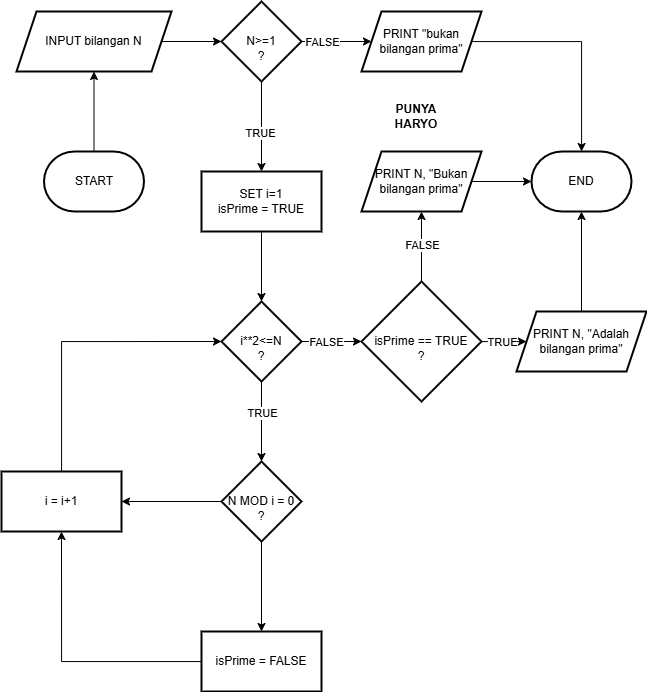 INPUT bilangan N
N>=1
?
FALSE
PRINT "bukan
bilangan prima"
PUNYA
HARYO
TRUE
START
SET i=1
isPrime = TRUE
PRINT N, "Bukan
bilangan prima"
END
FALSE
i**2<=N
?
FALSE
isPrime == TRUE
?
TRUE
PRINT N, "Adalah
bilangan prima"
TRUE
i = i+1
N MOD i = 0
?
isPrime = FALSE